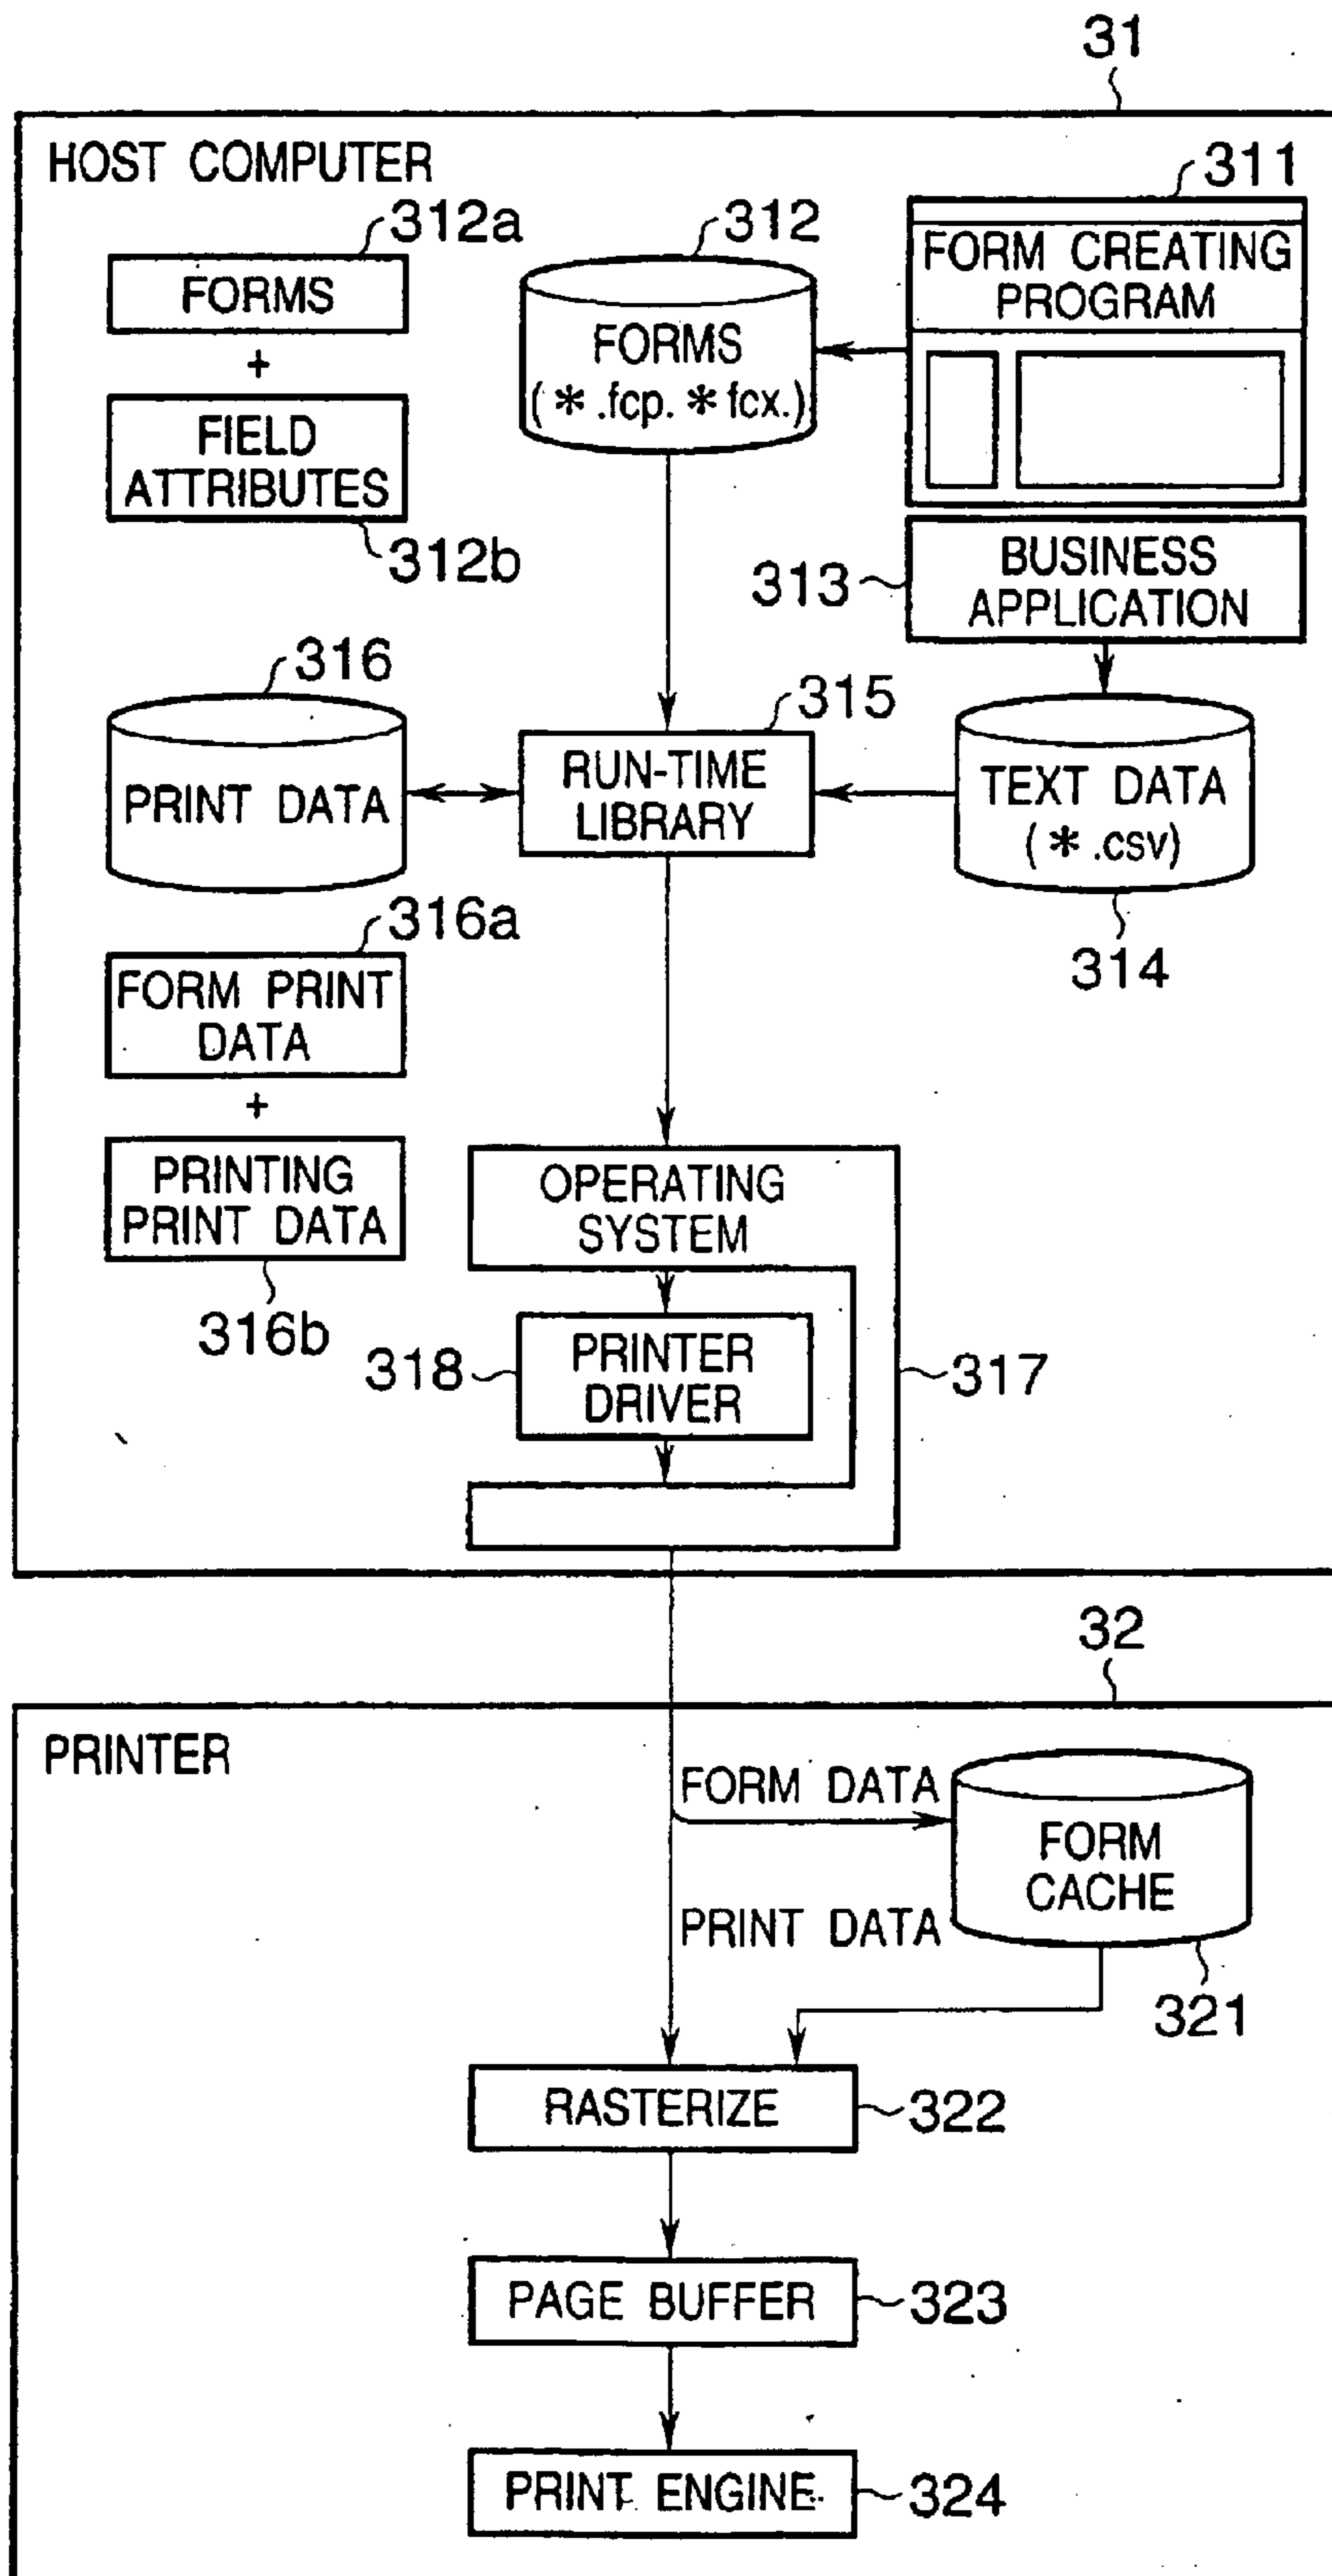 31
HOST COMPUTER
311
312a
312
FORMS
FORMS
(*.fcp. *fcx.)
FORM CREATING
PROGRAM
+
FIELD
ATTRIBUTES
312b
313
BUSINESS
APPLICATION
316
315
PRINT DATA
RUN-TIME
LIBRARY
TEXT DATA
(*.csv)
314
316a
FORM PRINT
DATA
+
PRINTING
PRINT DATA
316b
OPERATING
SYSTEM
318
PRINTER
DRIVER
317
32
PRINTER
FORM DATA
FORM
CACHE
PRINT DATA
321
RASTERIZE
322
PAGE BUFFER
323
PRINT ENGINE
324